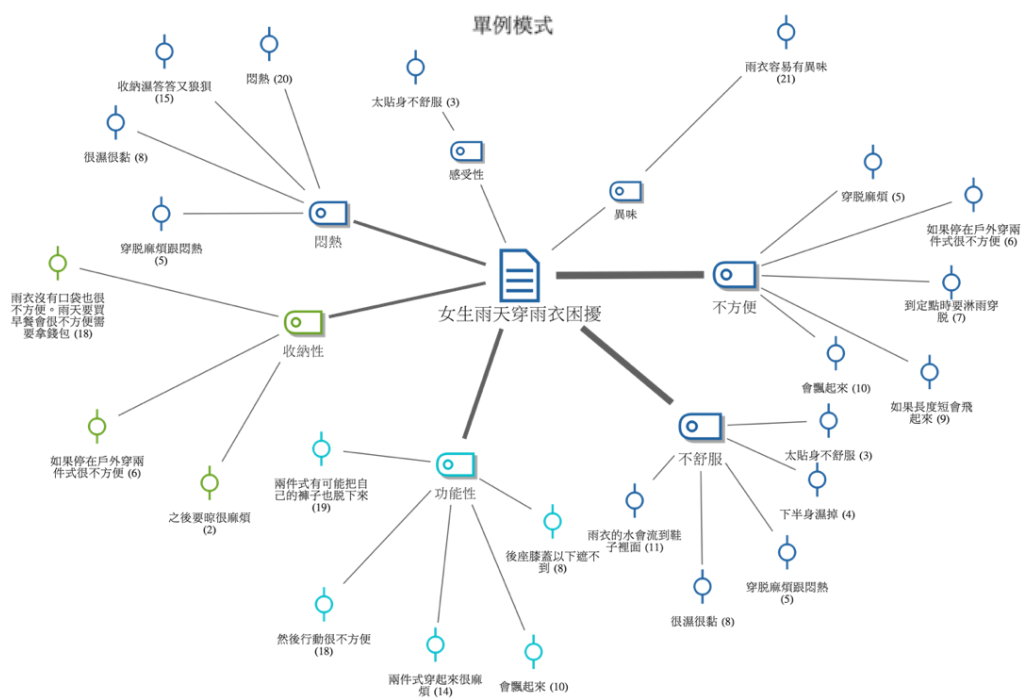 單例模式
雨衣容易有異味
(21)
悶熱 (20)
收納濕答答又狼狽
(15)
太貼身不舒服 (3)
很濕很黏 (8)
感受性
異味
穿脫麻煩 (5)
如果停在戶外穿兩
件式很不方便 (6)
悶熱
穿脫麻煩跟悶熱
(5)
不方便
到定點時要淋雨穿
脫 (7)
女生雨天穿雨衣困擾
雨衣沒有口袋也很
不方便。雨天要買
早餐會很不方便需
要拿錢包 (18)
收納性
會飄起來 (10)
如果長度短會飛
起來 (9)
不舒服
太貼身不舒服 (3)
如果停在戶外穿兩
件式很不方便 (6)
兩件式有可能把自
己的褲子也脫下來
(19)
功能性
下半身濕掉 (4)
之後要晾很麻煩
(2)
雨衣的水會流到鞋
子裡面 (11)
後座膝蓋以下遮不
到 (8)
穿脫麻煩跟悶熱
(5)
很濕很黏 (8)
然後行動很不方便
(18)
兩件式穿起來很麻
煩 (14)
會飄起來 (10)